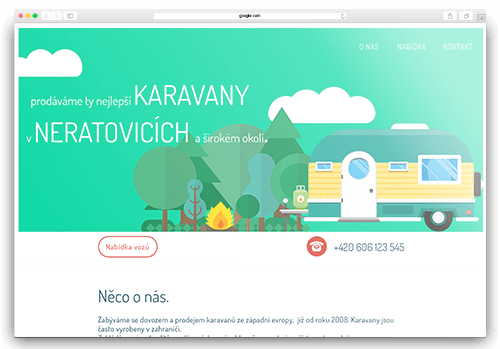 google.com
O NÁS NABÍDKA KONTAKT
prodáváme ty nejlepší KARAVANY
v NERATOVICÍCH a širokém okolí.
Nabídka vozů
+420 606 123 545
Něco o nás.
Zabýváme se dovozem a prodejem karavanů ze západní evropy, již od roku 2008. Karavany jsou
často vyrobeny v zahraničí.